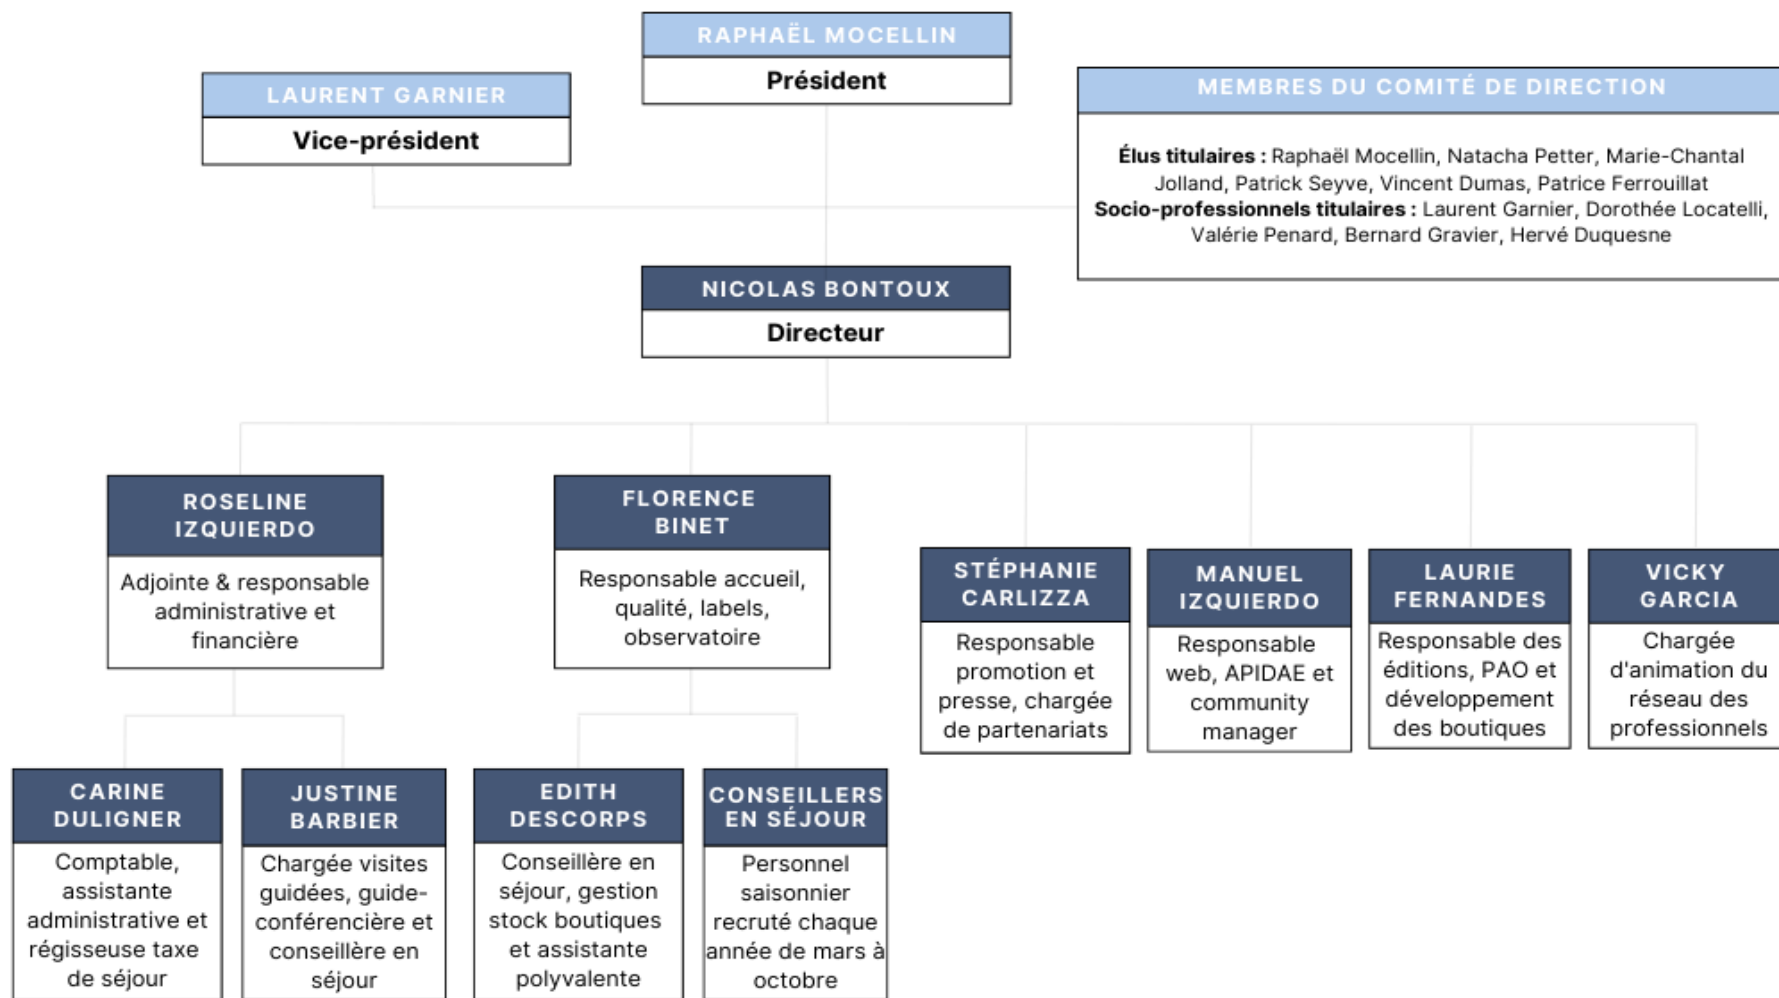 RAPHAËL MOCELLIN
Président
LAURENT GARNIER
Vice-président
MEMBRES DU COMITÉ DE DIRECTION
Élus titulaires : Raphaël Mocellin, Natacha Petter, Marie-Chantal
Jolland, Patrick Seyve, Vincent Dumas, Patrice Ferrouillat
Socio-professionnels titulaires : Laurent Garnier, Dorothée Locatelli,
Valérie Penard, Bernard Gravier, Hervé Duquesne
NICOLAS BONTOUX
Directeur
ROSELINE
IZQUIERDO
Adjointe & responsable
administrative et
financière
FLORENCE
BINET
Responsable accueil,
qualité, labels,
observatoire
STÉPHANIE
CARLIZZA
Responsable
promotion et
presse, chargée
de partenariats
MANUEL
IZQUIERDO
Responsable
web, APIDAE et
community
manager
LAURIE
FERNANDES
Responsable des
éditions, PAO et
développement
des boutiques
VICKY
GARCIA
Chargée
d'animation du
réseau des
professionnels
CARINE
DULIGNER
Comptable,
assistante
administrative et
régisseuse taxe
de séjour
JUSTINE
BARBIER
Chargée visites
guidées, guide-
conférencière et
conseillère en
séjour
EDITH
DESCORPS
Conseillère en
séjour, gestion
stock boutiques
et assistante
polyvalente
CONSEILLERS
EN SÉJOUR
Personnel
saisonnier
recruté chaque
année de mars à
octobre